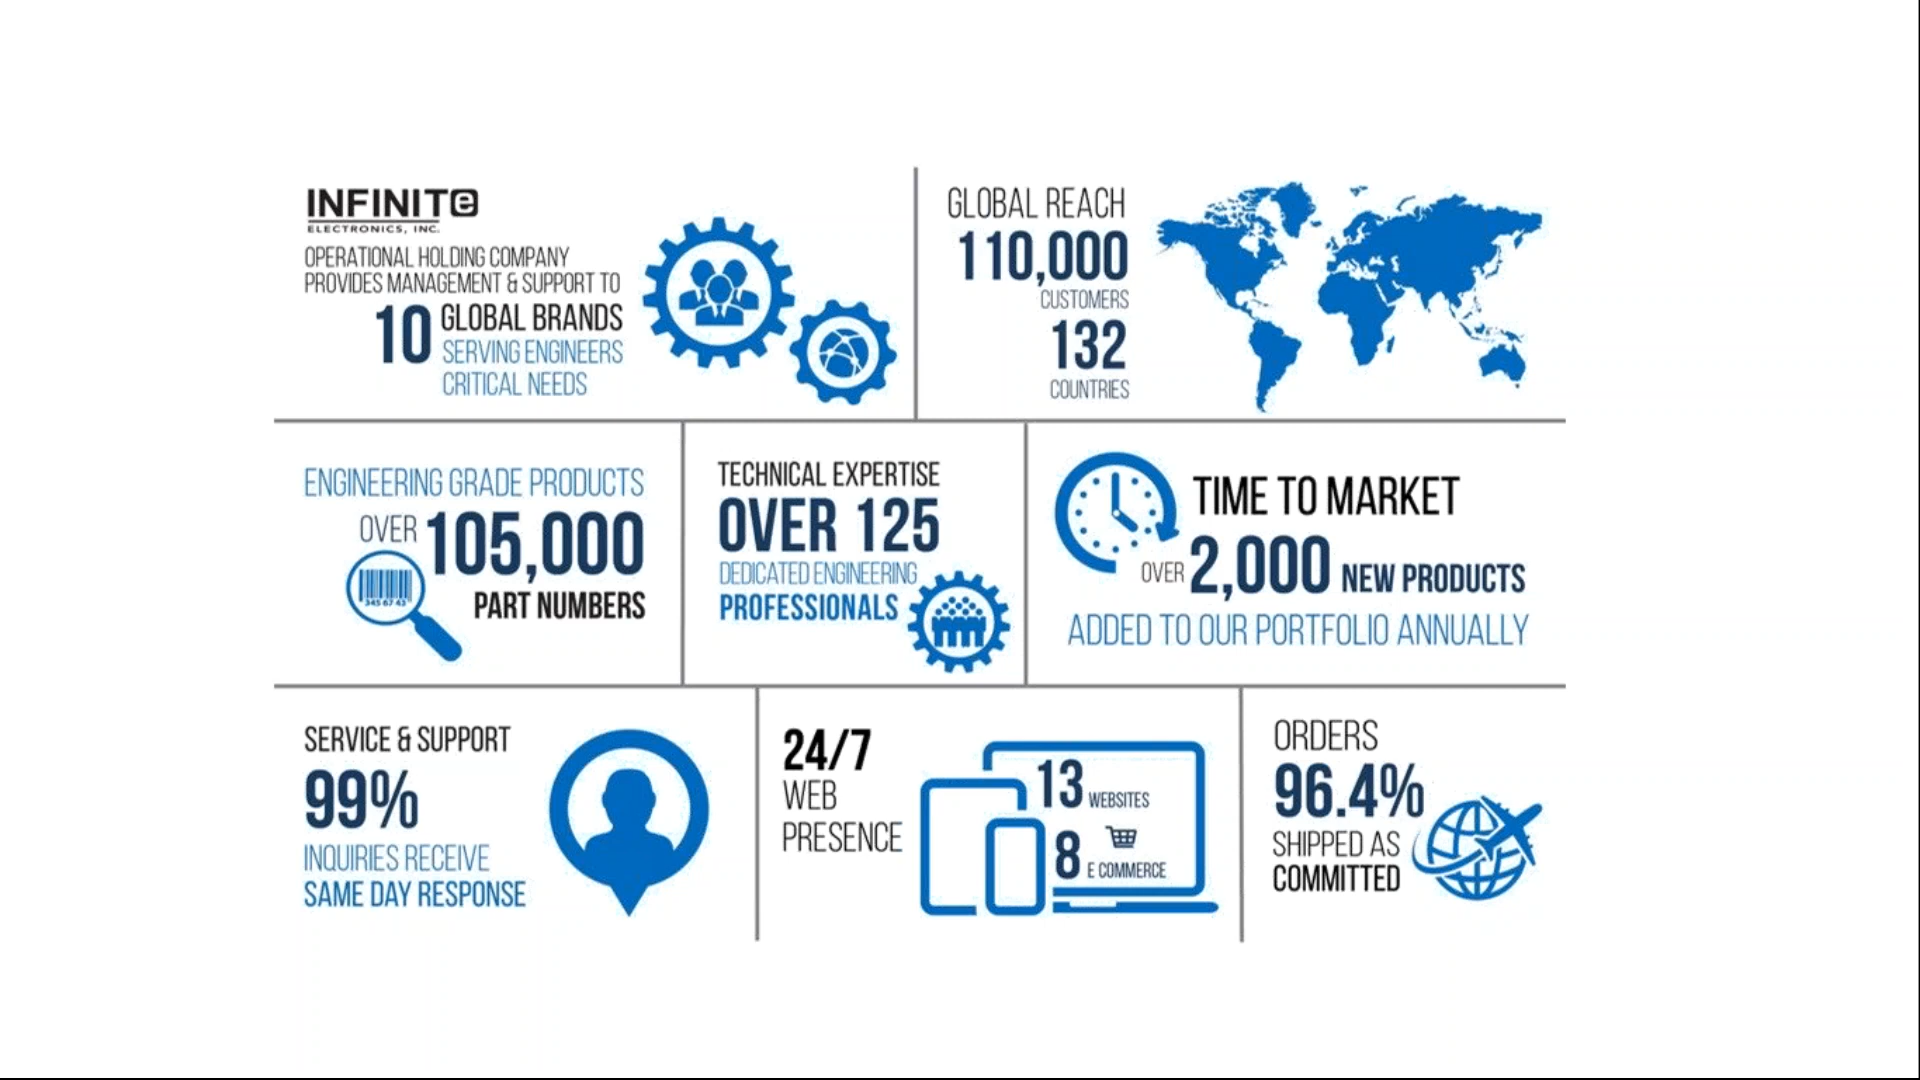 INFINITe
ELECTRONICS, INC.
OPERATIONAL HOLDING COMPANY
PROVIDES MANAGEMENT & SUPPORT TO
10 GLOBAL BRANDS
SERVING ENGINEERS
CRITICAL NEEDS
GLOBAL REACH
110,000
CUSTOMERS
132
COUNTRIES
ENGINEERING GRADE PRODUCTS
OVER 105,000
345 67 43
PART NUMBERS
TECHNICAL EXPERTISE
OVER 125
DEDICATED ENGINEERING
PROFESSIONALS
TIME TO MARKET
OVER 2,000 NEW PRODUCTS
ADDED TO OUR PORTFOLIO ANNUALLY
SERVICE & SUPPORT
99%
INQUIRIES RECEIVE
SAME DAY RESPONSE
24/7
WEB
PRESENCE
13 WEBSITES
8 E COMMERCE
ORDERS
96.4%
SHIPPED AS
COMMITTED